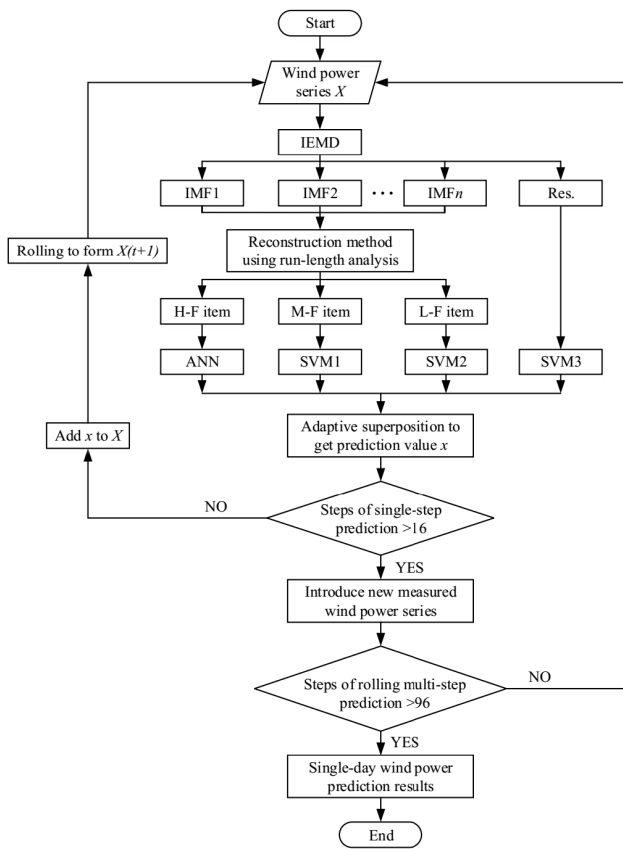 Start
Wind power
series X
IEMD
IMF1
IMF2
...
IMFn
Res.
Rolling to form X(t+1)
Reconstruction method
using run-length analysis
H-F item
M-F item
L-F item
ANN
SVM1
SVM2
SVM3
Add x to X
Adaptive superposition to
get prediction value x
NO
Steps of single-step
prediction >16
YES
Introduce new measured
wind power series
Steps of rolling multi-step
prediction >96
NO
YES
Single-day wind power
prediction results
End